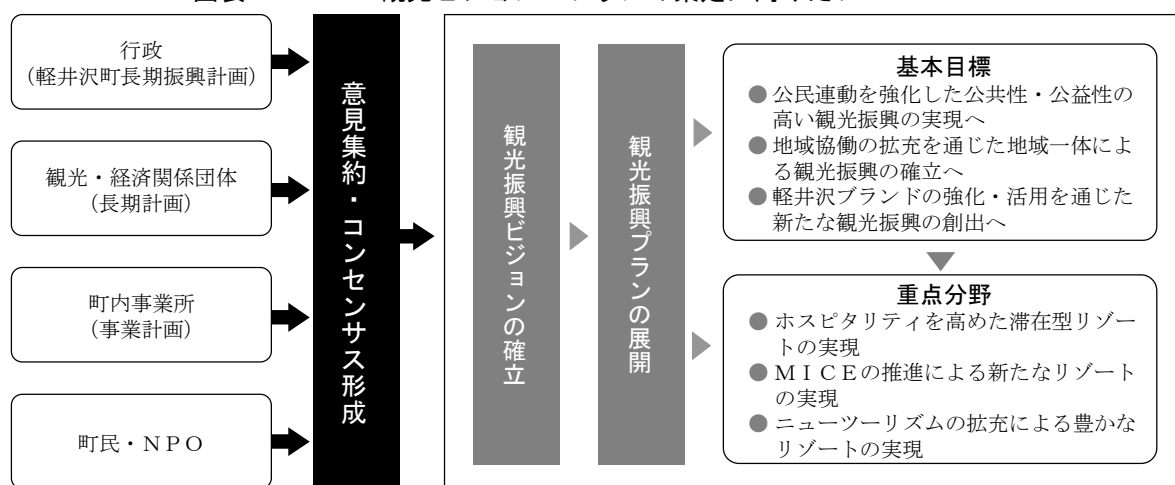 行政
（軽井沢町長期振興計画）
観光・経済関係団体
（長期計画）
町内事業所
（事業計画）
町民・ＮＰＯ
意見集約・コンセンサス形成
観光振興ビジョンの確立
観光振興プランの展開
基本目標
● 公民連動を強化した公共性・公益性の
高い観光振興の実現へ
● 地域協働の拡充を通じた地域一体によ
る観光振興の確立へ
● 軽井沢ブランドの強化・活用を通じた
新たな観光振興の創出へ
重点分野
● ホスピタリティを高めた滞在型リゾー
トの実現
● ＭＩＣＥの推進による新たなリゾート
の実現
● ニューツーリズムの拡充による豊かな
リゾートの実現